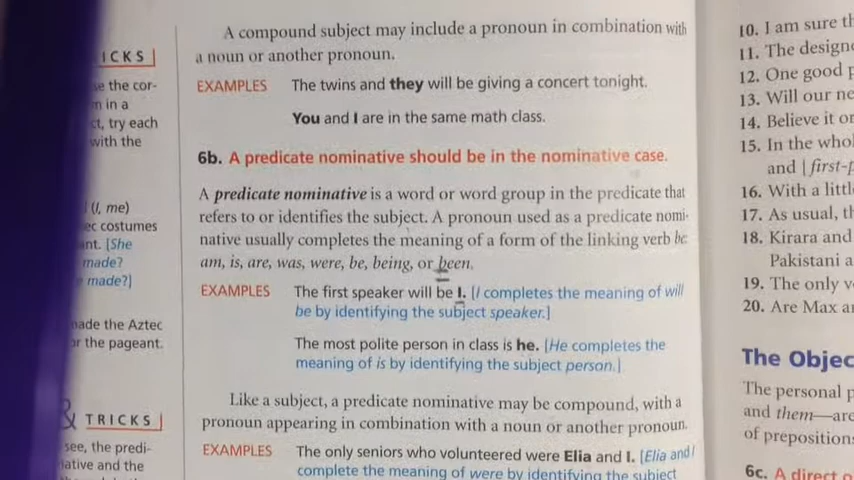 A compound subject may include a pronoun in combination with
a noun or another pronoun.
EXAMPLES The twins and they will be giving a concert tonight.
You and I are in the same math class.
6b. A predicate nominative should be in the nominative case.
A predicate nominative is a word or word group in the predicate that
refers to or identifies the subject. A pronoun used as a predicate nomi-
native usually completes the meaning of a form of the linking verb be:
am, is, are, was, were, be, being, or been.
EXAMPLES The first speaker will be I. [I completes the meaning of will
be by identifying the subject speaker.]
The most polite person in class is he. [He completes the
meaning of is by identifying the subject person.]
Like a subject, a predicate nominative may be compound, with a
pronoun appearing in combination with a noun or another pronoun.
EXAMPLES The only seniors who volunteered were Elia and I. [Elia and I
complete the meaning of were by identifying the subject
ICKS
se the cor-
in a
try each
with the
(I, me)
costumes
[She
made?
made?]
made the Aztec
or the pageant.
& TRICKS
see, the predi-
native and the
10. I am sure
11. The
12. One good
13. Will our
14. Believe it or
15. In the
and
16. With a
17. As usual,
18. Kirara and
Pakistani a
19. The only
20. Are Max
The
The personal
and them—are
of
6c. A direct